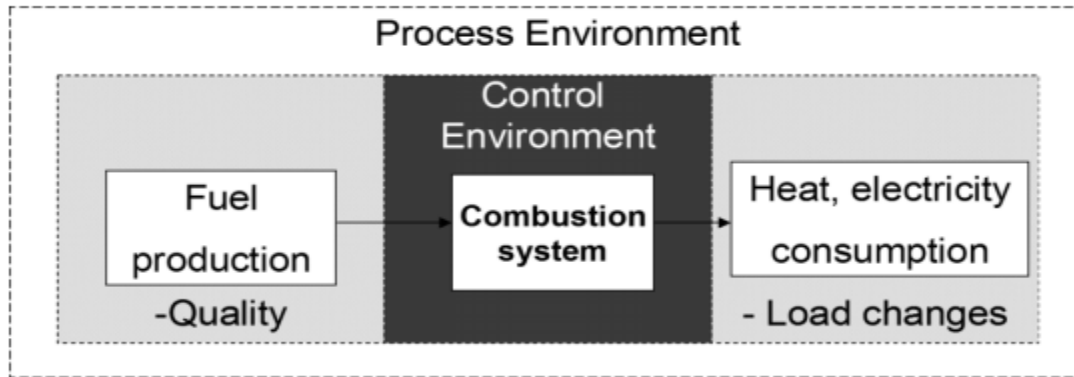 Process Environment
Control
Environment
Fuel
production
-Quality
Combustion
system
Heat, electricity
consumption
- Load changes